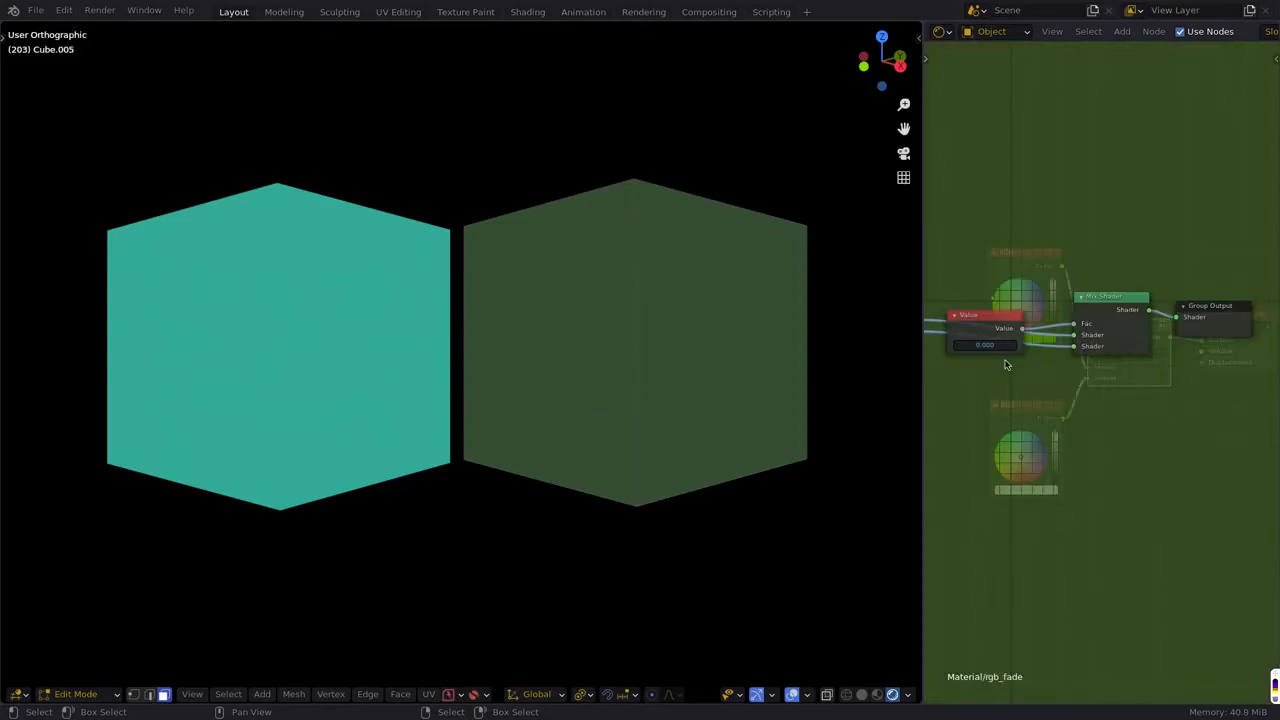 File Edit Render Window Help Layout Modeling Sculpting UV Editing Texture Paint Shading Animation Rendering Compositing Scripting + Scene View Layer
Object View Select Add Node Use Nodes Slo
User Orthographic
(203) Cube.005
Z
Y
X
Mix Shader
Shader
Fac
Shader
Shader
Group Output
Shader
Value
Value
0.000
Material/rgb_fade
Edit Mode View Select Add Mesh Vertex Edge Face UV Global
Select Box Select Pan View Select Box Select Memory: 40.8 MiB